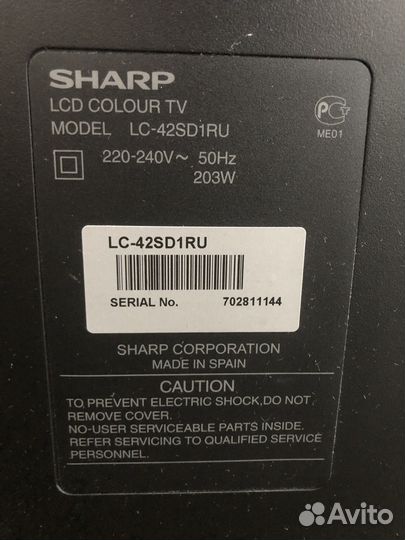 SHARP
LCD COLOUR TV
MODEL LC-42SD1RU
220-240V~ 50Hz
203W
РСТ
ME01
LC-42SD1RU
SERIAL No. 702811144
SHARP CORPORATION
MADE IN SPAIN
CAUTION
TO PREVENT ELECTRIC SHOCK,DO NOT
REMOVE COVER.
NO-USER SERVICEABLE PARTS INSIDE.
REFER SERVICING TO QUALIFIED SERVICE
PERSONNEL.
Avito